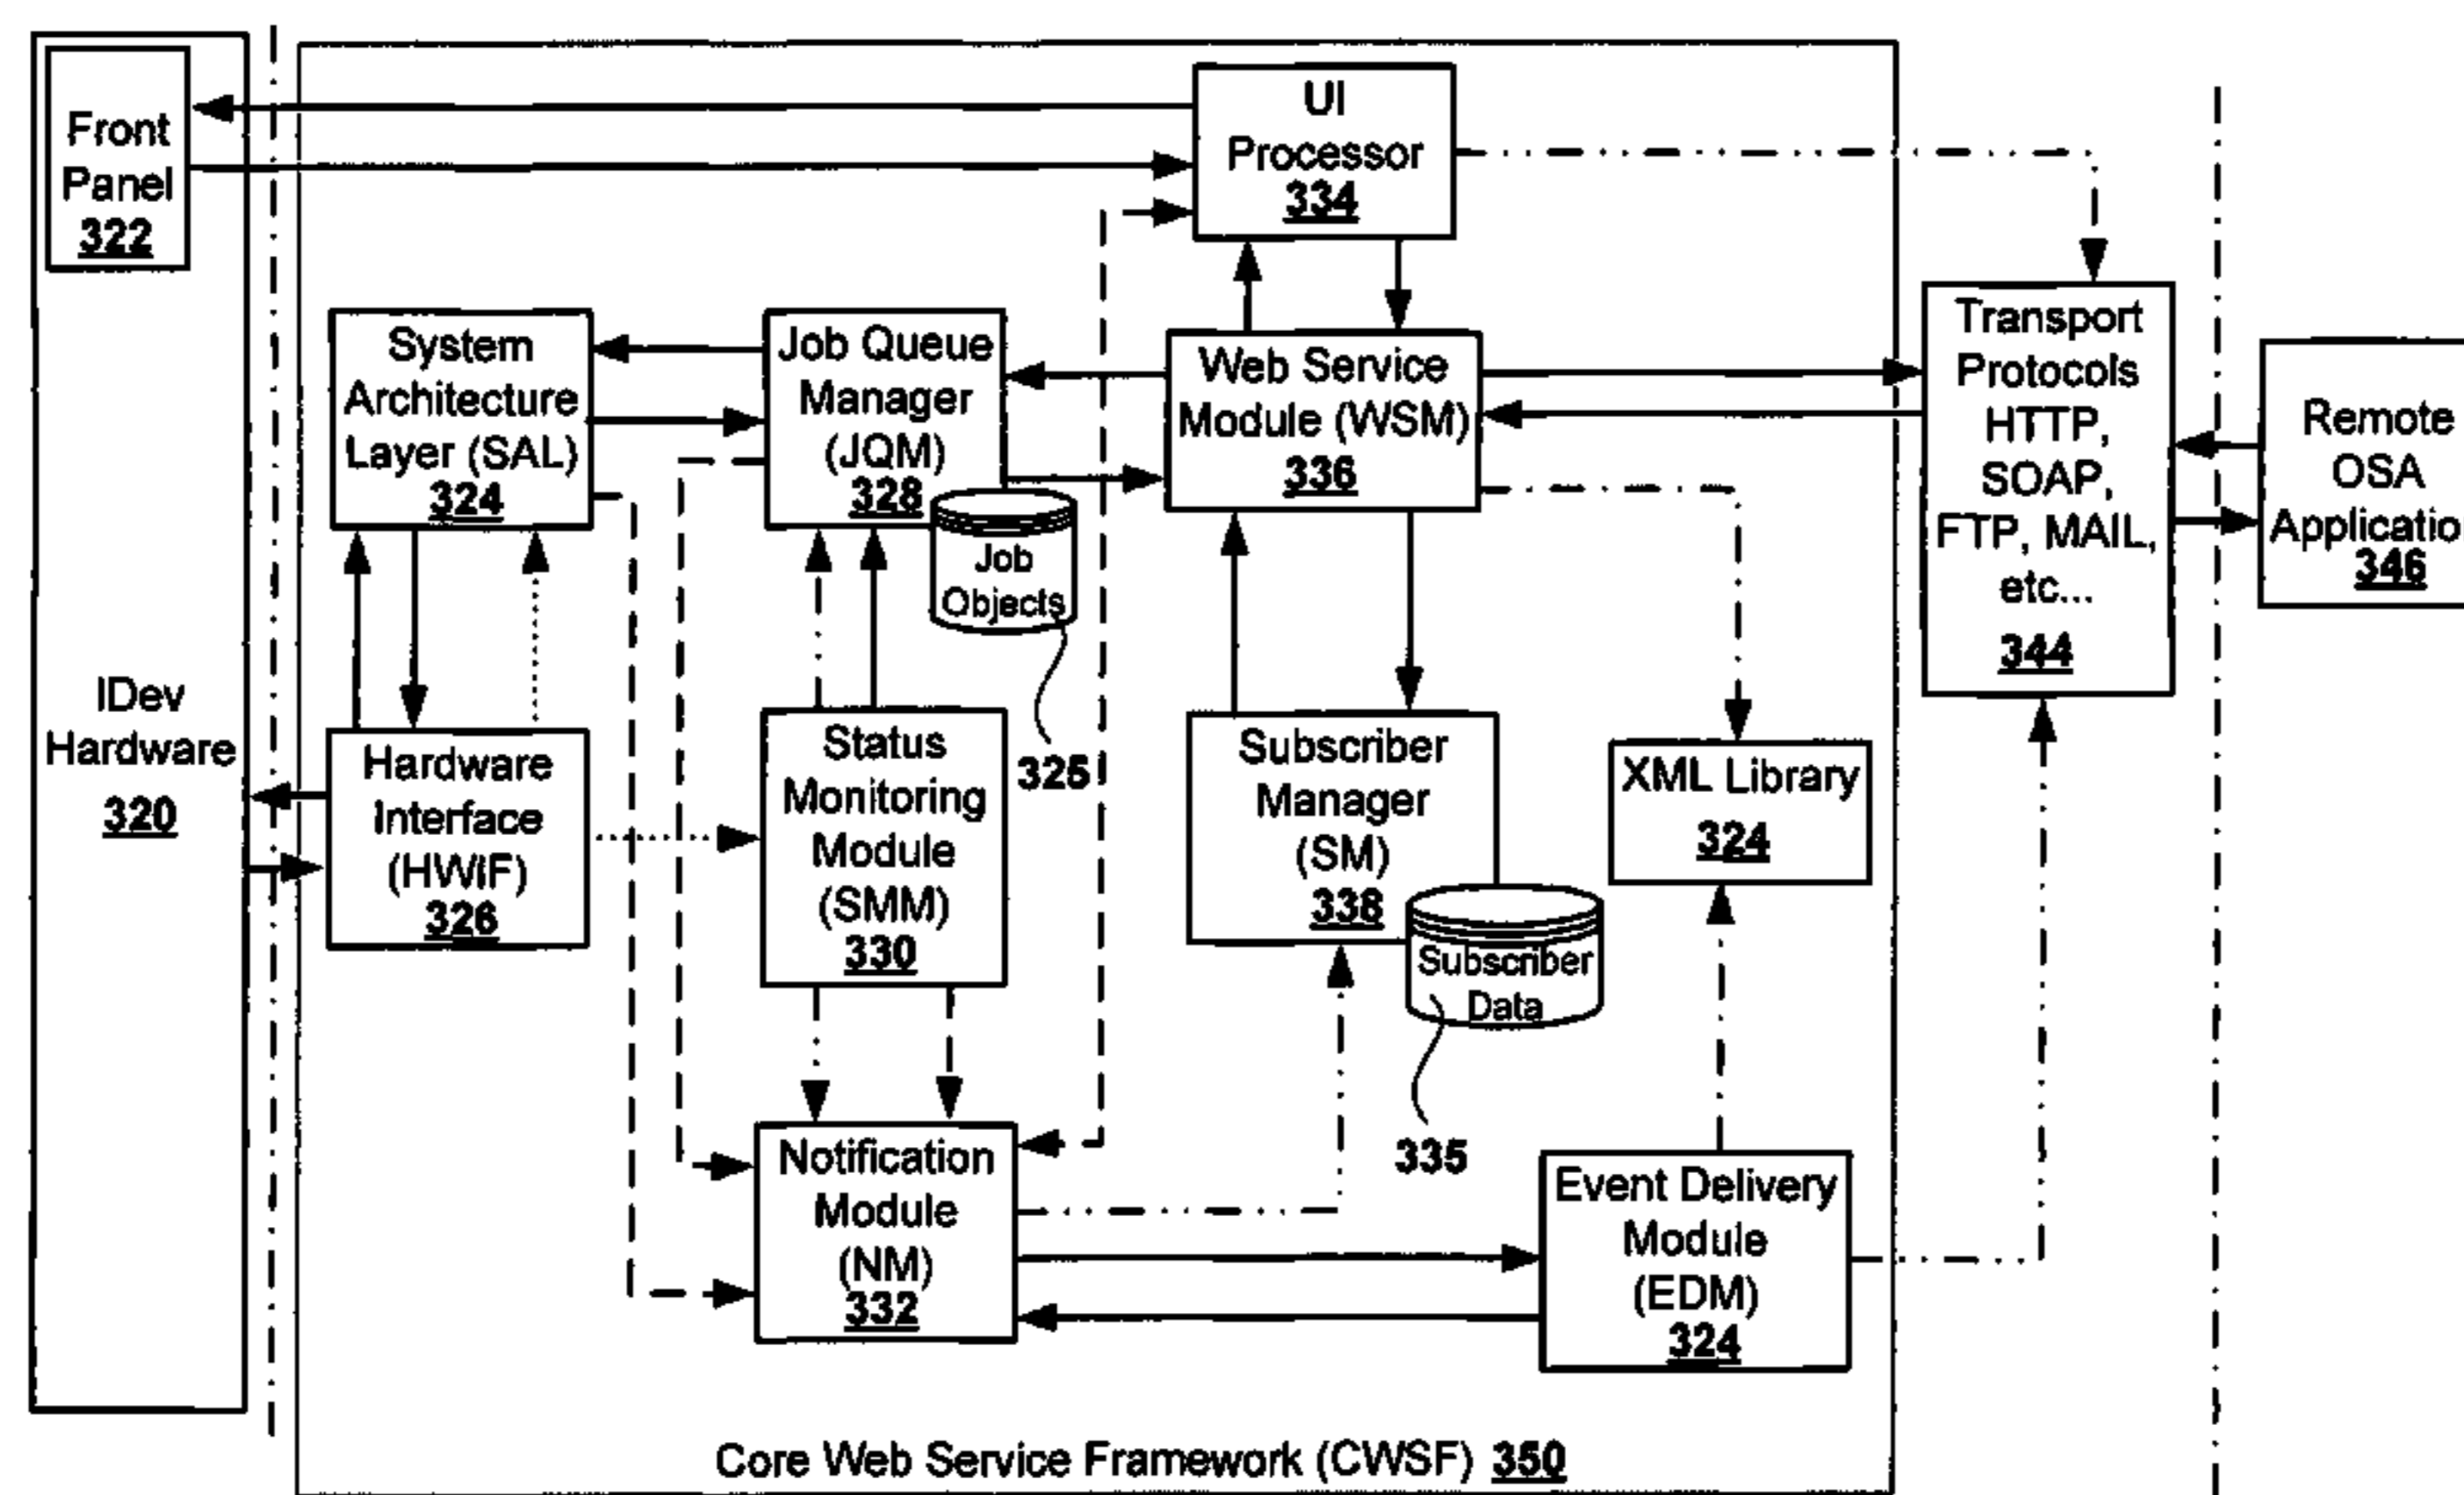 Front
Panel
322
IDev
Hardware
320
UI
Processor
334
System
Architecture
Layer (SAL)
324
Job Queue
Manager
(JQM)
328
Job
Objects
325
Web Service
Module (WSM)
336
Transport
Protocols
HTTP,
SOAP,
FTP, MAIL,
etc...
344
Remote
OSA
Applicatio
346
Hardware
Interface
(HWIF)
326
Status
Monitoring
Module
(SMM)
330
Subscriber
Manager
(SM)
338
Subscriber
Data
335
XML Library
324
Notification
Module
(NM)
332
Event Delivery
Module
(EDM)
324
Core Web Service Framework (CWSF) 350